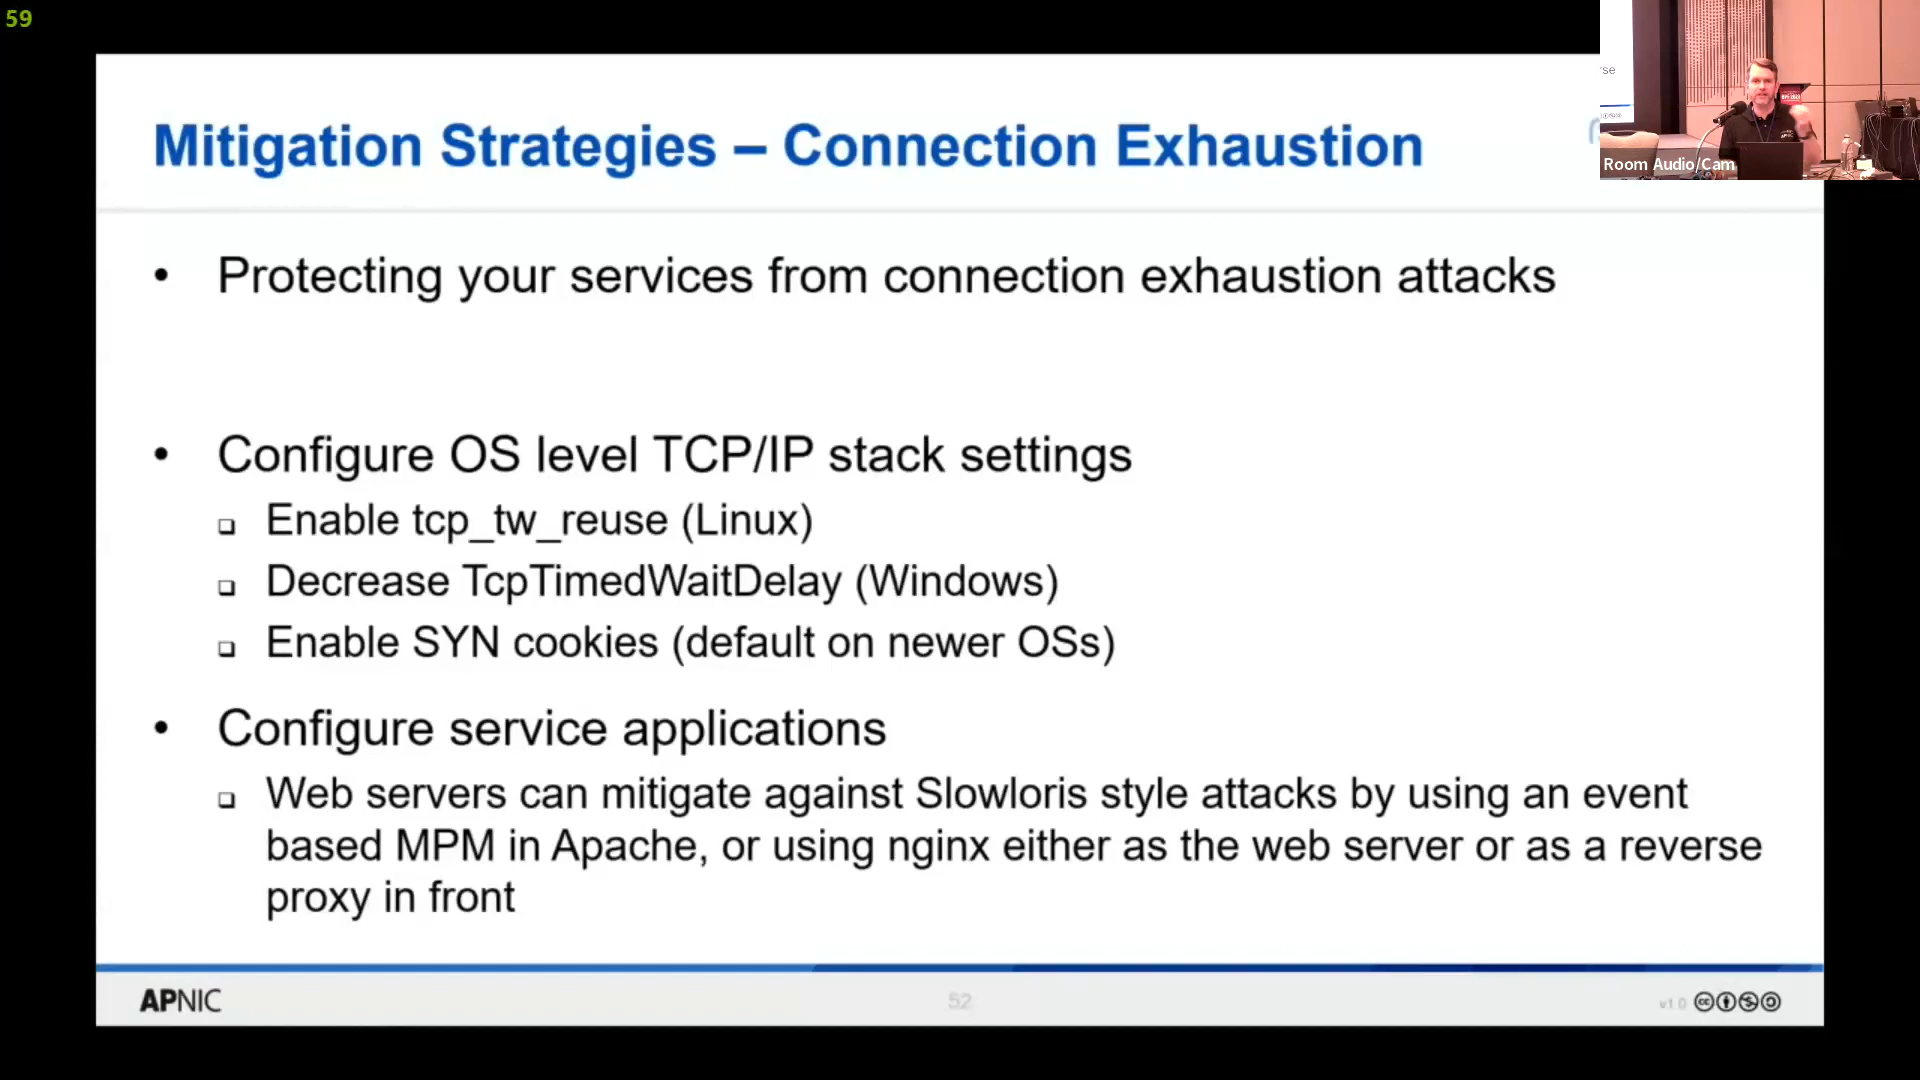 59
Mitigation Strategies – Connection Exhaustion
rse
Room Audio/Cam
• Protecting your services from connection exhaustion attacks
• Configure OS level TCP/IP stack settings
❑ Enable tcp_tw_reuse (Linux)
❑ Decrease TcpTimedWaitDelay (Windows)
❑ Enable SYN cookies (default on newer OSs)
• Configure service applications
❑ Web servers can mitigate against Slowloris style attacks by using an event
based MPM in Apache, or using nginx either as the web server or as a reverse
proxy in front
APNIC
52
v1.0